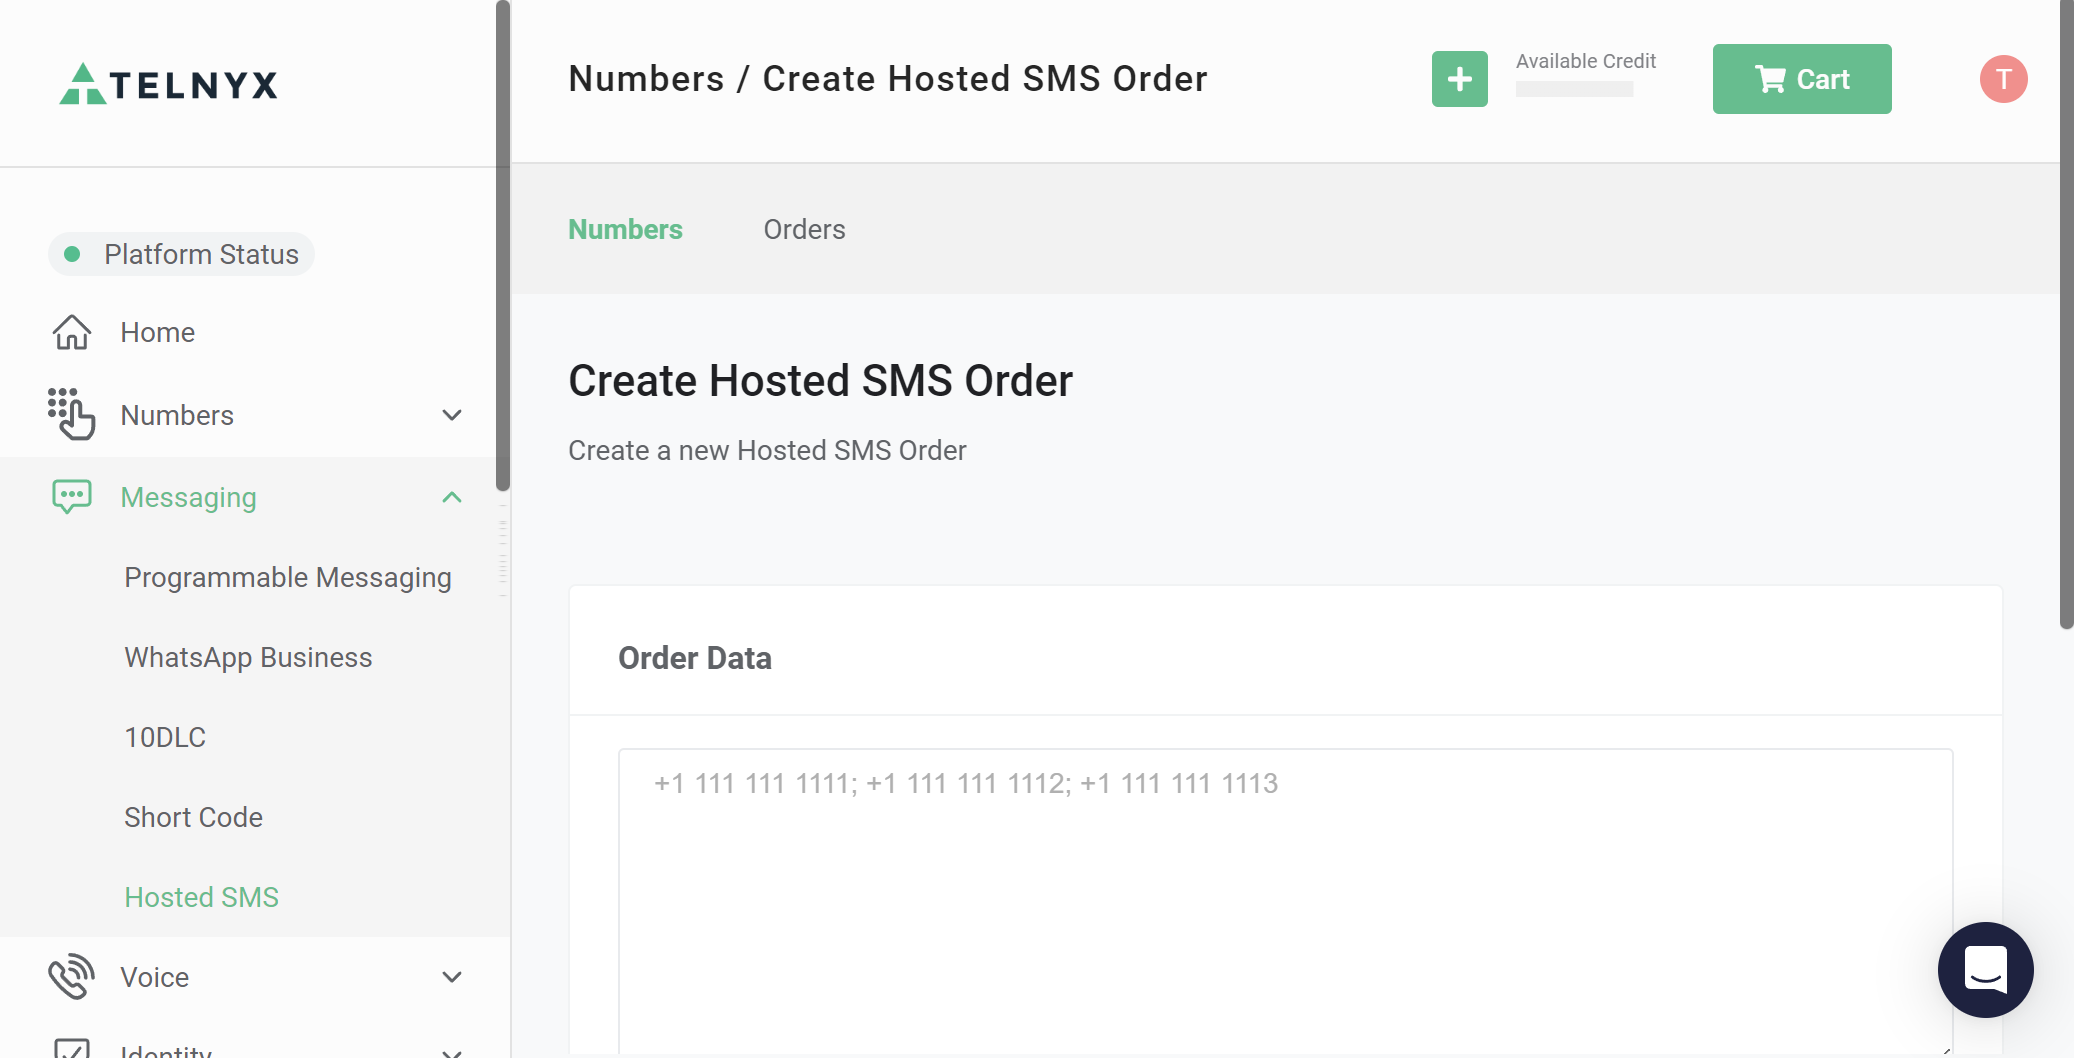 TELNYX
Numbers / Create Hosted SMS Order
Available Credit
Cart
T
Platform Status
Home
Numbers
Messaging
Programmable Messaging
WhatsApp Business
10DLC
Short Code
Hosted SMS
Voice
Identity
Numbers
Orders
Create Hosted SMS Order
Create a new Hosted SMS Order
Order Data
+1 111 111 1111; +1 111 111 1112; +1 111 111 1113